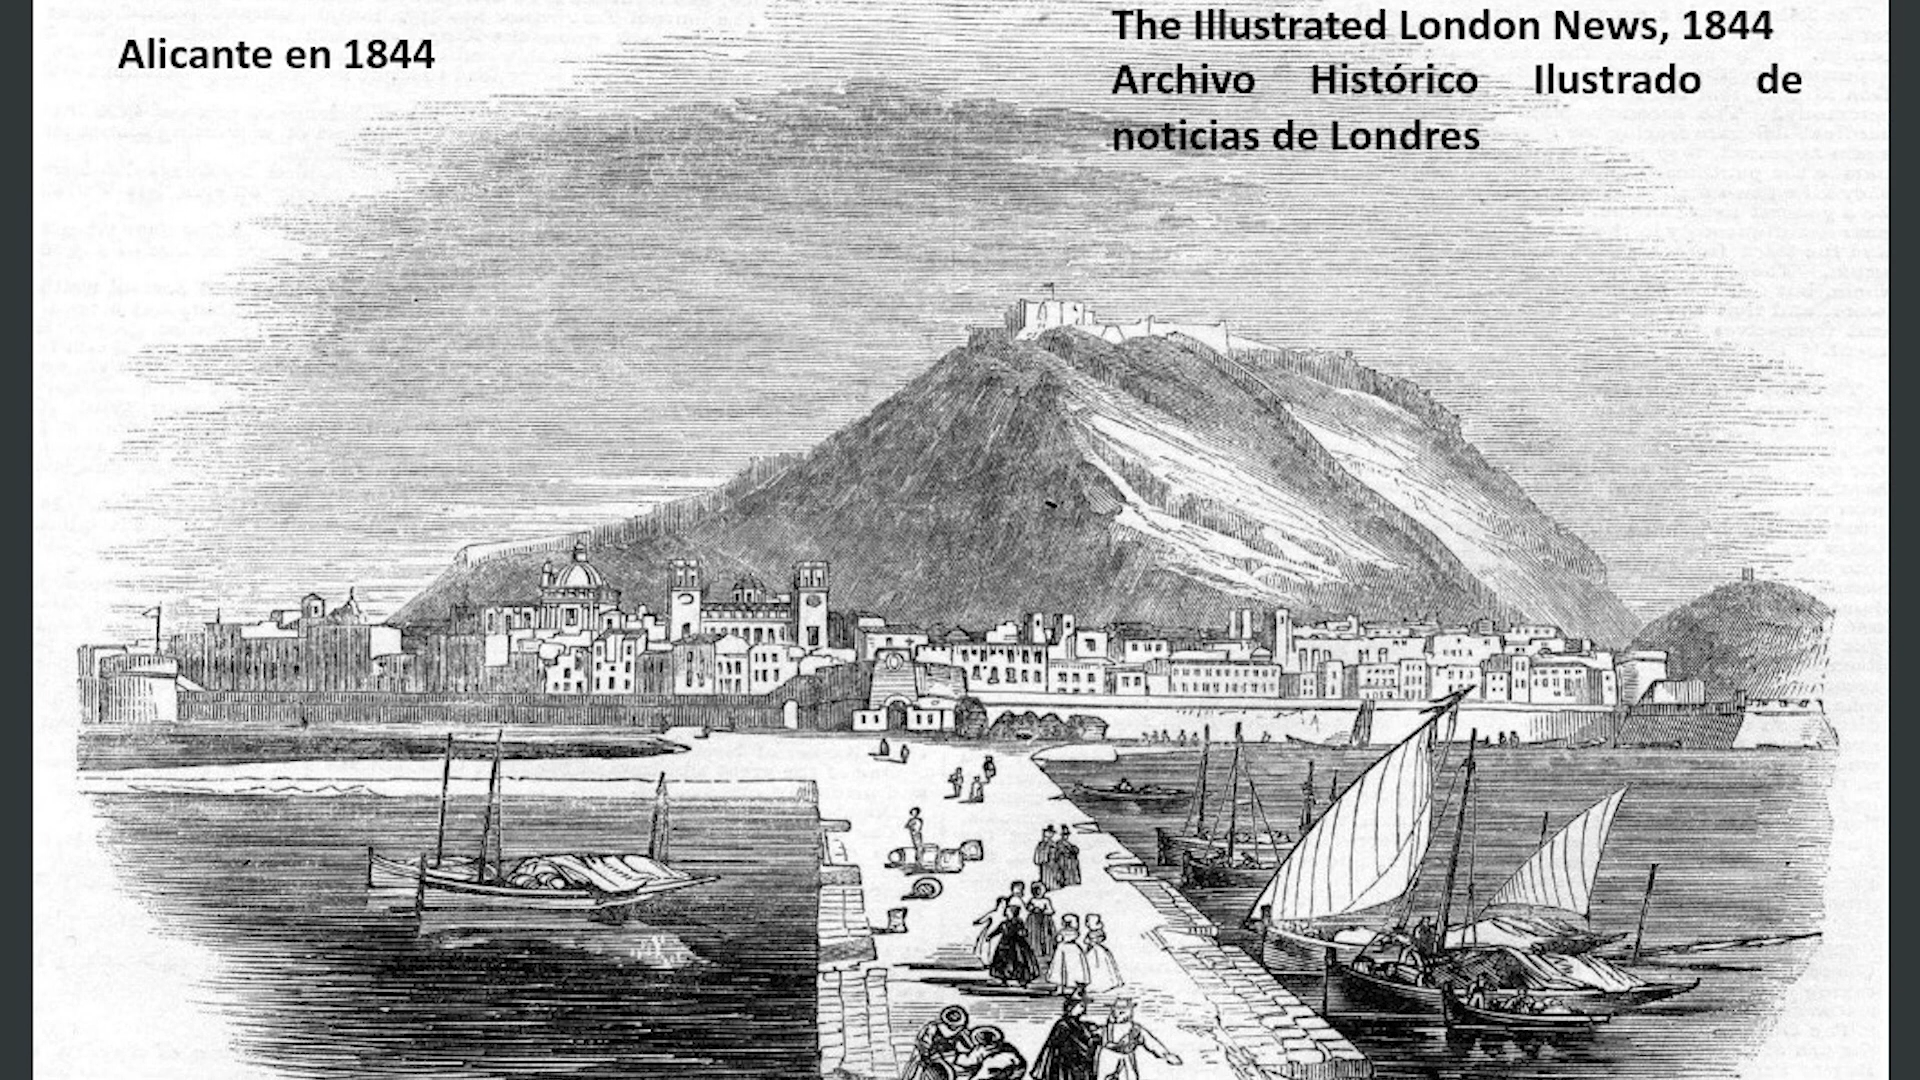 Alicante en 1844
The Illustrated London News, 1844
Archivo Histórico Ilustrado de
noticias de Londres